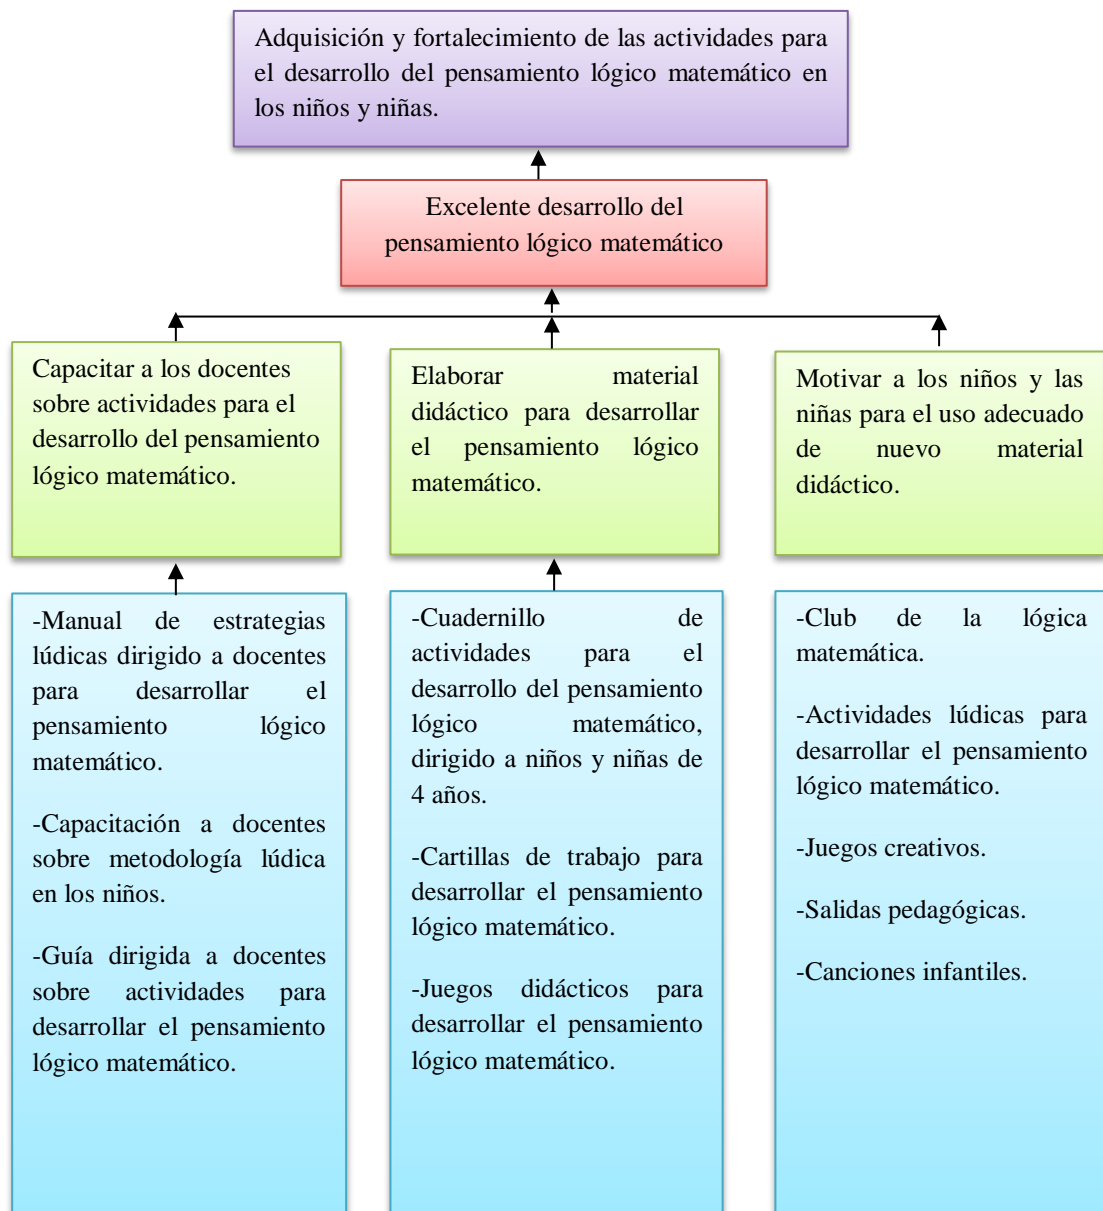 Adquisición y fortalecimiento de las actividades para
el desarrollo del pensamiento lógico matemático en
los niños y niñas.
Excelente desarrollo del
pensamiento lógico matemático
Capacitar a los docentes
sobre actividades para el
desarrollo del pensamiento
lógico matemático.
Elaborar material
didáctico para desarrollar
el pensamiento lógico
matemático.
Motivar a los niños y las
niñas para el uso adecuado
de nuevo material
didáctico.
-Manual de estrategias
lúdicas dirigido a docentes
para desarrollar el
pensamiento lógico
matemático.
-Capacitación a docentes
sobre metodología lúdica
en los niños.
-Guía dirigida a docentes
sobre actividades para
desarrollar el pensamiento
lógico matemático.
-Cuadernillo de
actividades para el
desarrollo del pensamiento
lógico matemático,
dirigido a niños y niñas de
4 años.
-Cartillas de trabajo para
desarrollar el pensamiento
lógico matemático.
-Juegos didácticos para
desarrollar el pensamiento
lógico matemático.
-Club de la lógica
matemática.
-Actividades lúdicas para
desarrollar el pensamiento
lógico matemático.
-Juegos creativos.
-Salidas pedagógicas.
-Canciones infantiles.